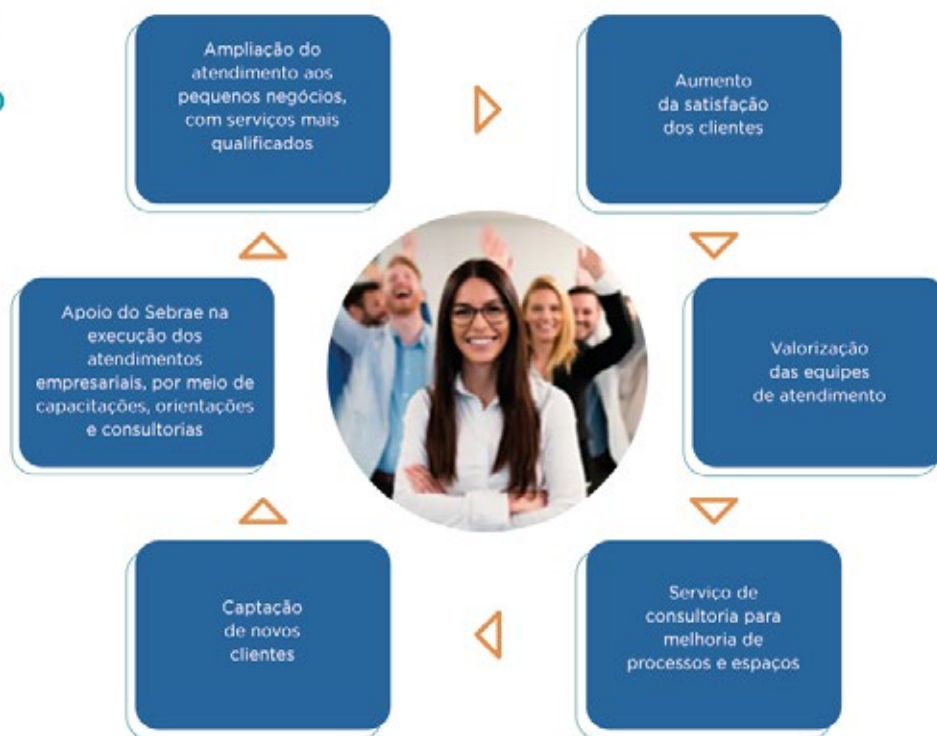 Ampliação do
atendimento aos
pequenos negócios,
com serviços mais
qualificados
Aumento
da satisfação
dos clientes
Valorização
das equipes
de atendimento
Serviço de
consultoria para
melhoria de
processos e espaços
Captação
de novos
clientes
Apoio do Sebrae na
execução dos
atendimentos
empresariais, por meio de
capacitações, orientações
e consultorias